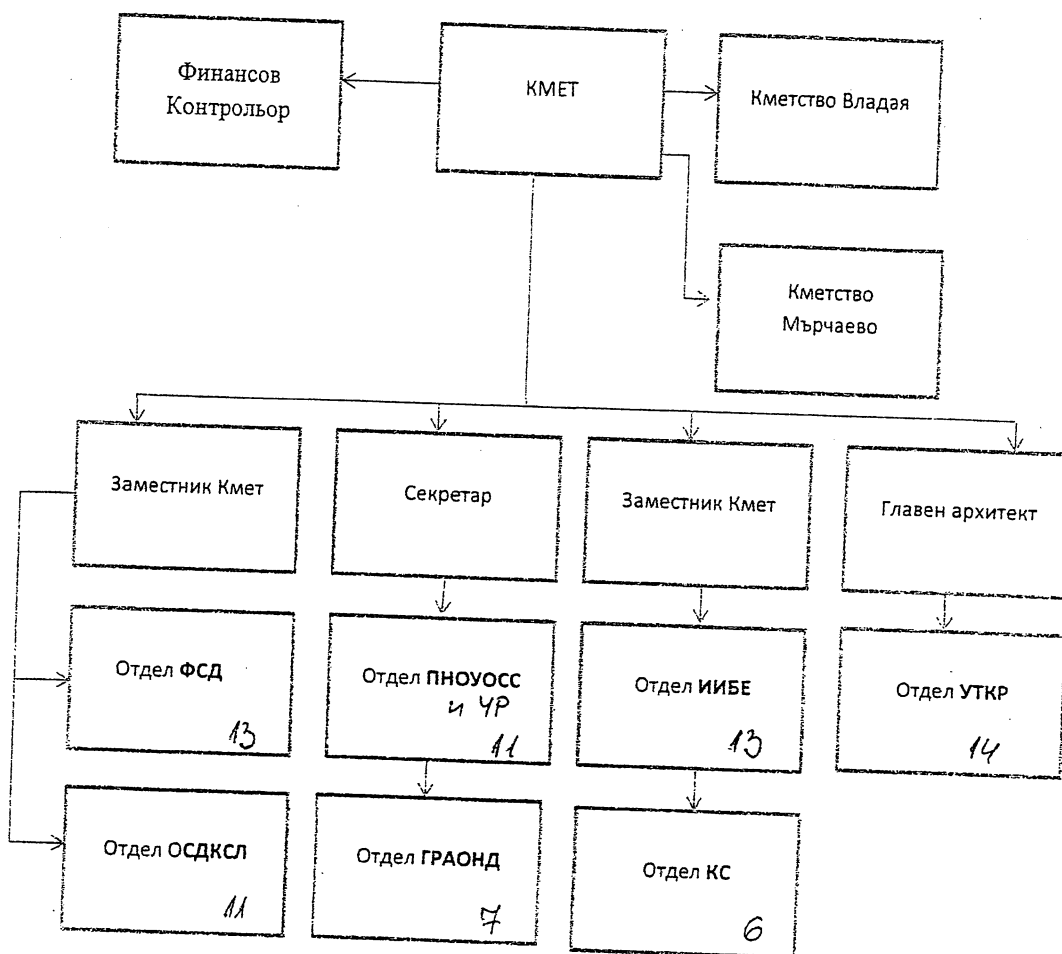 Финансов
Контрольор
КМЕТ
Кметство Владая
Кметство
Мърчаево
Заместник Кмет
Секретар
Заместник Кмет
Главен архитект
Отдел ФСД
13
Отдел ПНОУОСС
и ЧР
11
Отдел ИИБЕ
13
Отдел УТКР
14
Отдел ОСДКСЛ
11
Отдел ГРАОНД
7
Отдел КС
6